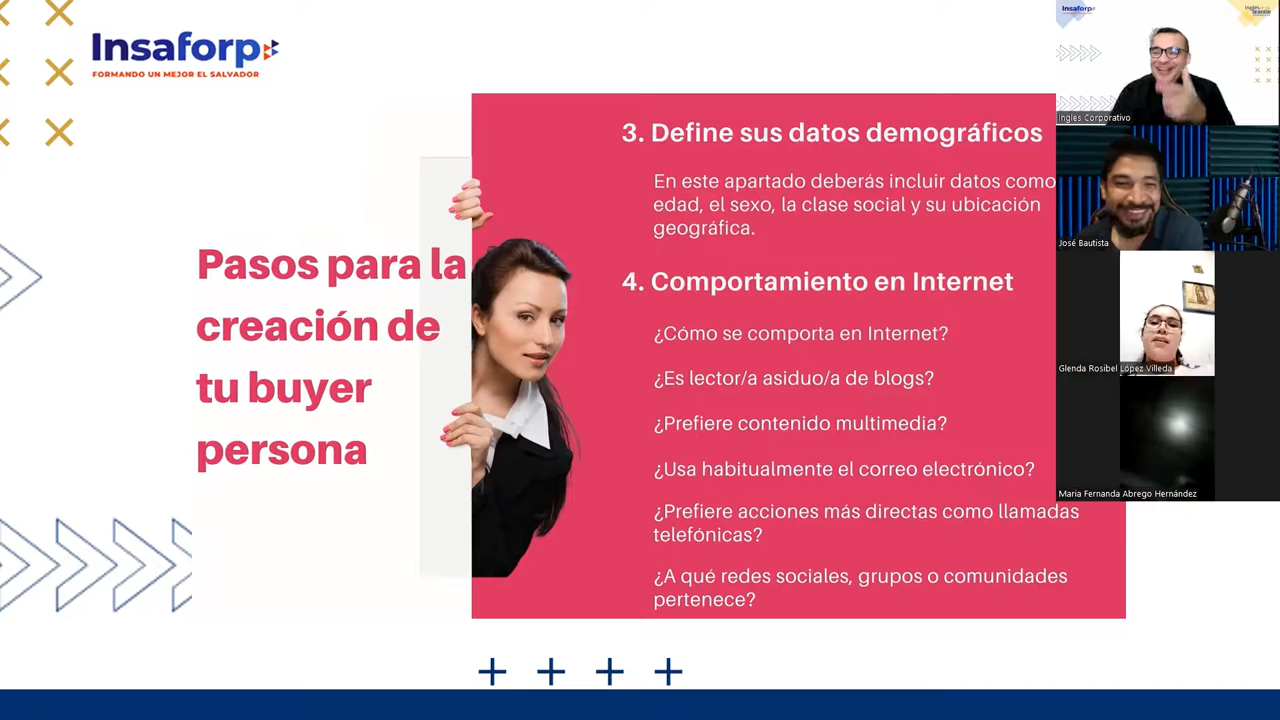 Insaforp
FORMANDO UN MEJOR EL SALVADOR
Pasos para la
creación de
tu buyer
persona
3. Define sus datos demográficos
En este apartado deberás incluir datos como
edad, el sexo, la clase social y su ubicación
geográfica.
4. Comportamiento en Internet
¿Cómo se comporta en Internet?
¿Es lector/a asiduo/a de blogs?
¿Prefiere contenido multimedia?
¿Usa habitualmente el correo electrónico?
¿Prefiere acciones más directas como llamadas
telefónicas?
¿A qué redes sociales, grupos o comunidades
pertenece?
Insaforp
Ingles Corporativo
José Bautista
Glenda Rosibel López Villeda
Maria Fernanda Abrego Hernández